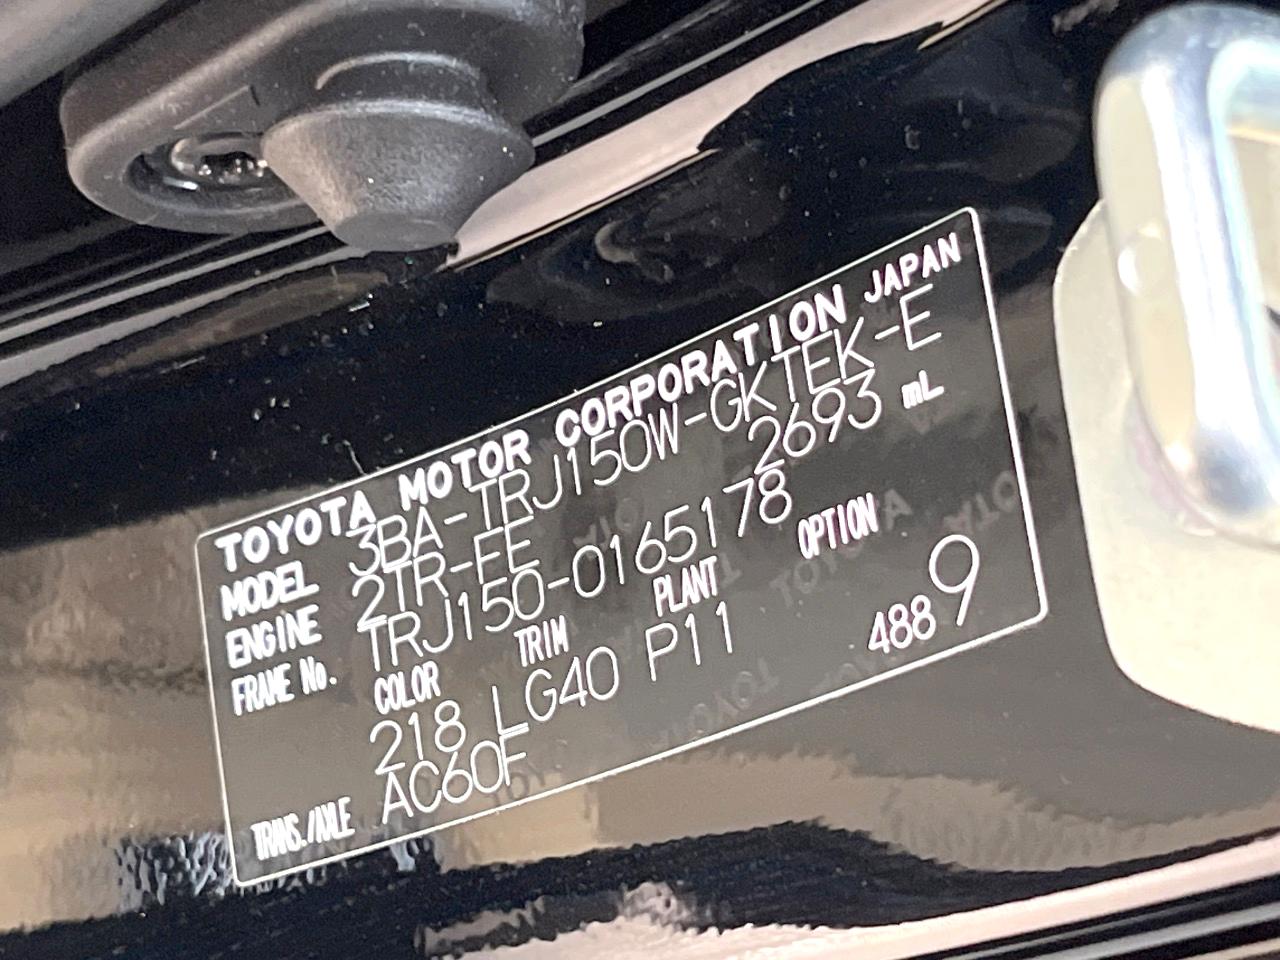 TOYOTA MOTOR CORPORATION JAPAN
MODEL 3BA-TRJ150W-GKTEK-E
ENGINE 2TR-FE 2693 mL
FRAME No. TRJ150-0165178
COLOR TRIM PLANT OPTION
218 LG40 P11 488 9
TRANS./AXLE AC60F